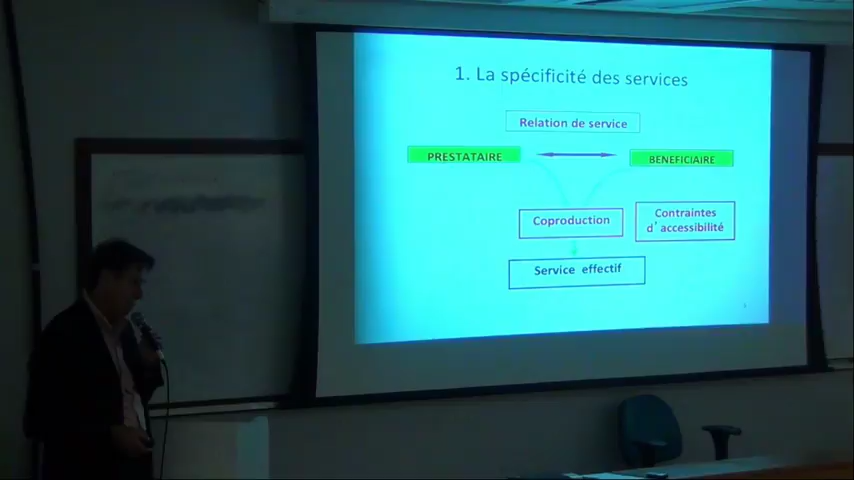 1. La spécificité des services
Relation de service
PRESTATAIRE
BENEFICIAIRE
Coproduction
Contraintes
d'accessibilité
Service effectif